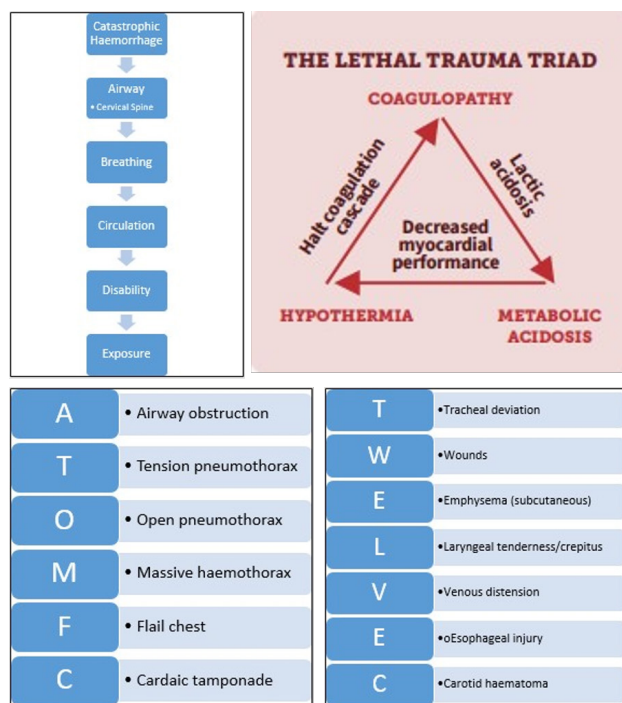 Catastrophic
Haemorrhage
Airway
• Cervical Spine
Breathing
Circulation
Disability
Exposure
THE LETHAL TRAUMA TRIAD
COAGULOPATHY
Halt coagulation
cascade
Lactic
acidosis
Decreased
myocardial
performance
HYPOTHERMIA
METABOLIC
ACIDOSIS
A • Airway obstruction
T • Tension pneumothorax
O • Open pneumothorax
M • Massive haemothorax
F • Flail chest
C • Cardaic tamponade
T •Tracheal deviation
W •Wounds
E •Emphysema (subcutaneous)
L •Laryngeal tenderness/crepitus
V •Venous distension
E •oEsophageal injury
C •Carotid haematoma